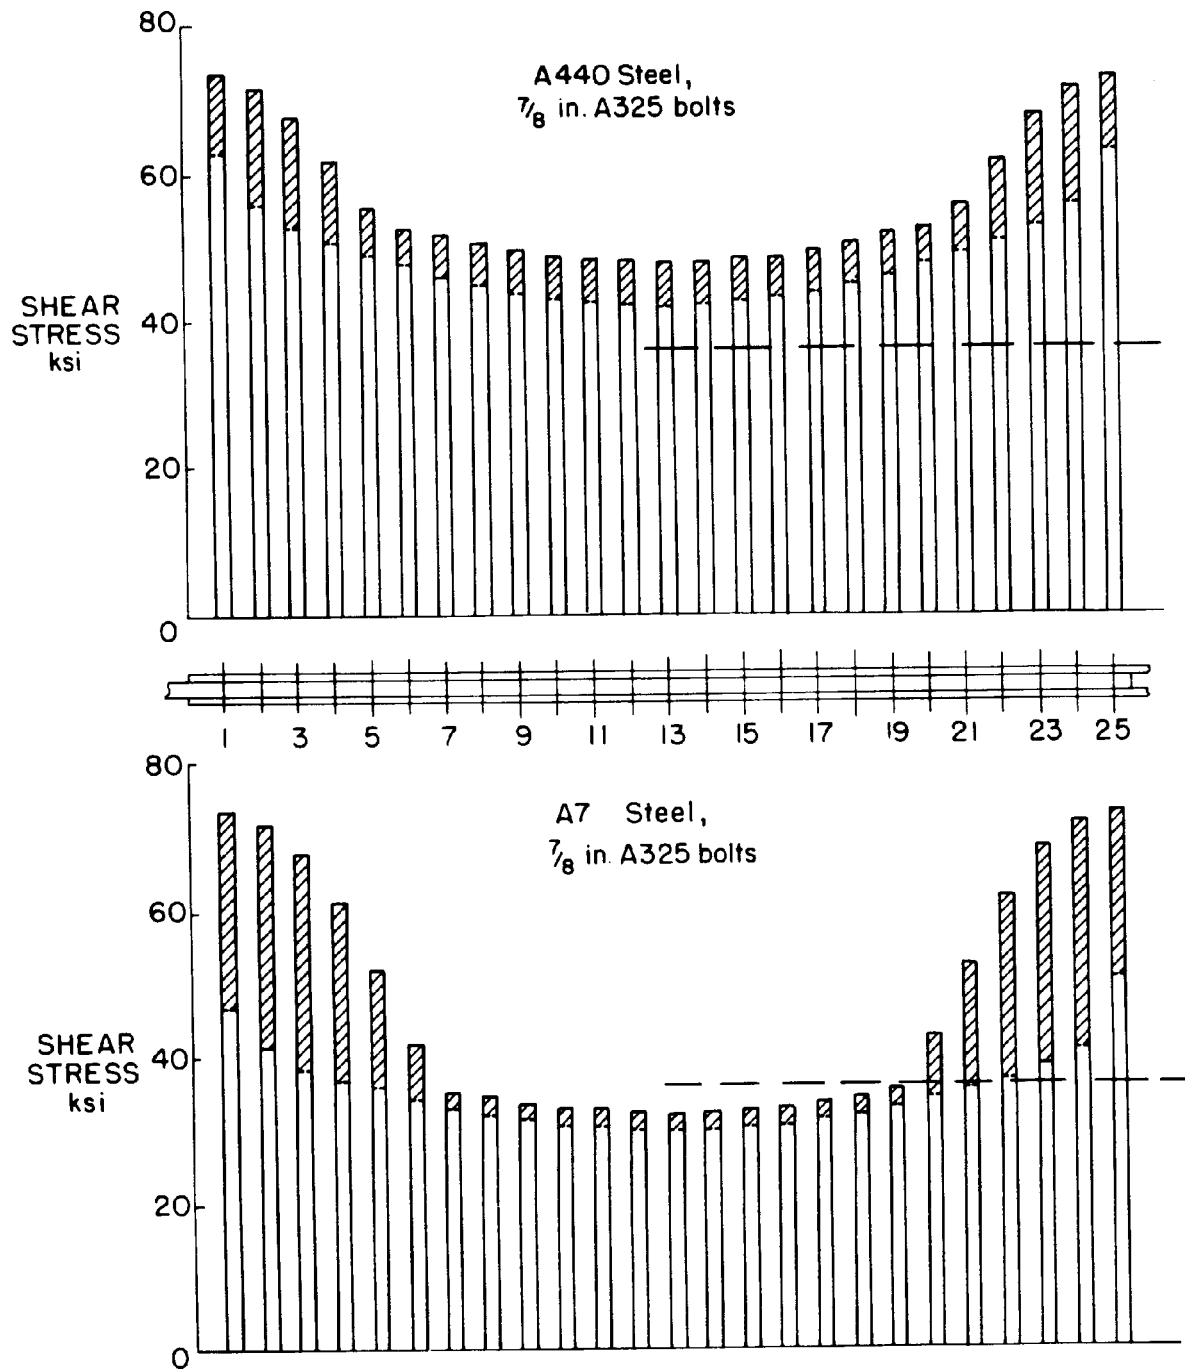 80
A440 Steel,
7/8 in. A325 bolts
60
SHEAR
STRESS
ksi
40
20
0
1 3 5 7 9 11 13 15 17 19 21 23 25
80
A7 Steel,
7/8 in. A325 bolts
60
SHEAR
STRESS
ksi
40
20
0